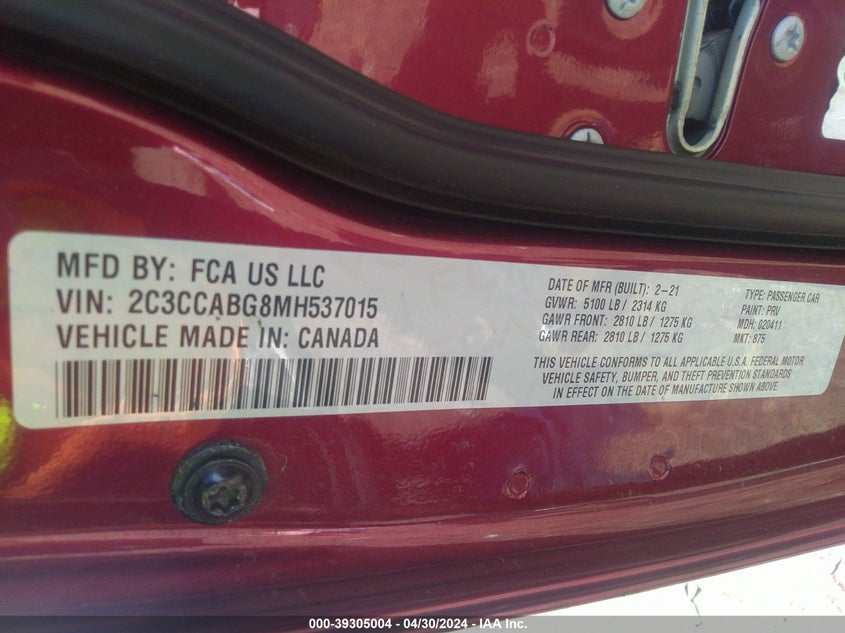 MFD BY: FCA US LLC
VIN: 2C3CCABG8MH537015
VEHICLE MADE IN: CANADA
DATE OF MFR (BUILT): 2-21
GVWR: 5100 LB / 2314 KG
GAWR FRONT: 2810 LB / 1275 KG
GAWR REAR: 2810 LB / 1275 KG
TYPE: PASSENGER CAR
PAINT: PRV
MDH: 020411
MKT: 875
THIS VEHICLE CONFORMS TO ALL APPLICABLE U.S.A. FEDERAL MOTOR
VEHICLE SAFETY, BUMPER, AND THEFT PREVENTION STANDARDS
IN EFFECT ON THE DATE OF MANUFACTURE SHOWN ABOVE.
000-39305004 - 04/30/2024 - IAA Inc.